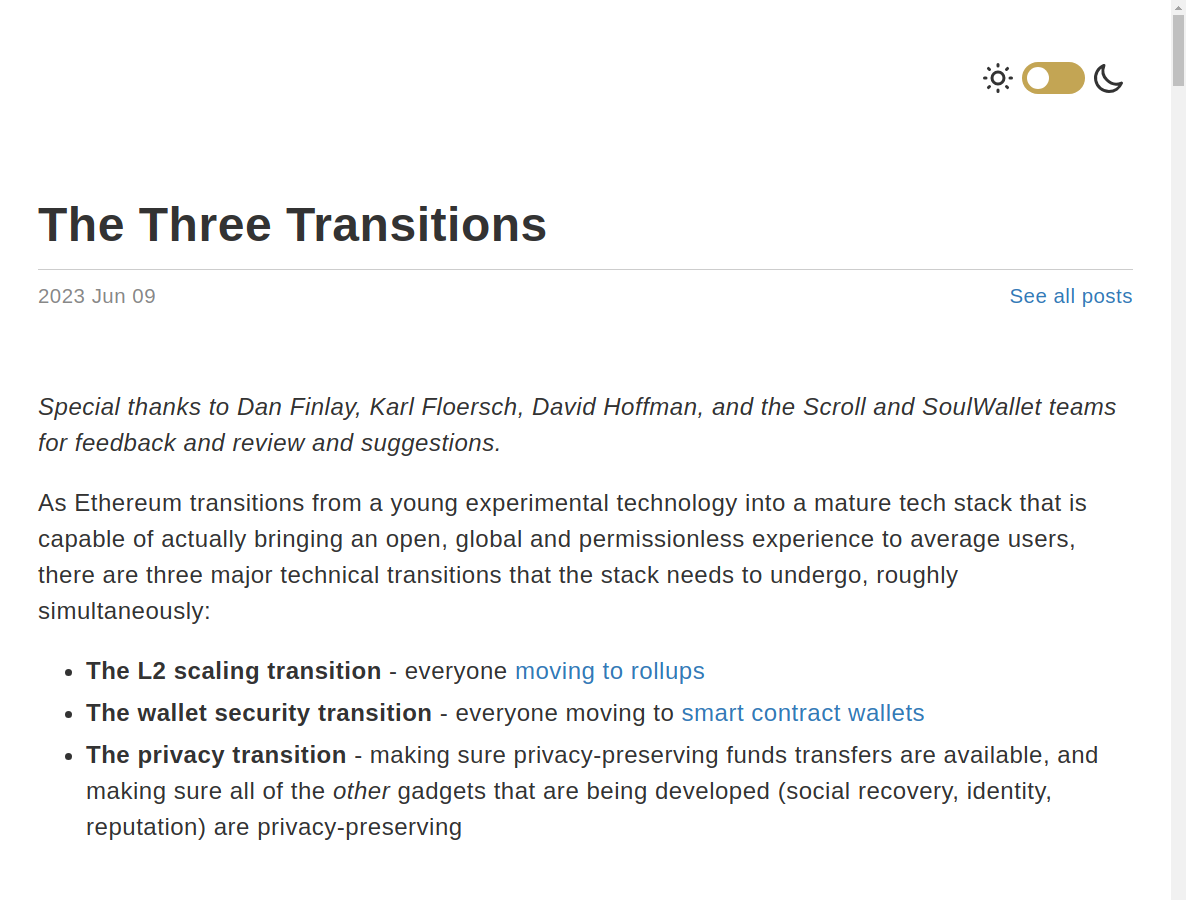 The Three Transitions
2023 Jun 09
See all posts
Special thanks to Dan Finlay, Karl Floersch, David Hoffman, and the Scroll and SoulWallet teams
for feedback and review and suggestions.
As Ethereum transitions from a young experimental technology into a mature tech stack that is
capable of actually bringing an open, global and permissionless experience to average users,
there are three major technical transitions that the stack needs to undergo, roughly
simultaneously:
• The L2 scaling transition - everyone moving to rollups
• The wallet security transition - everyone moving to smart contract wallets
• The privacy transition - making sure privacy-preserving funds transfers are available, and
making sure all of the other gadgets that are being developed (social recovery, identity,
reputation) are privacy-preserving